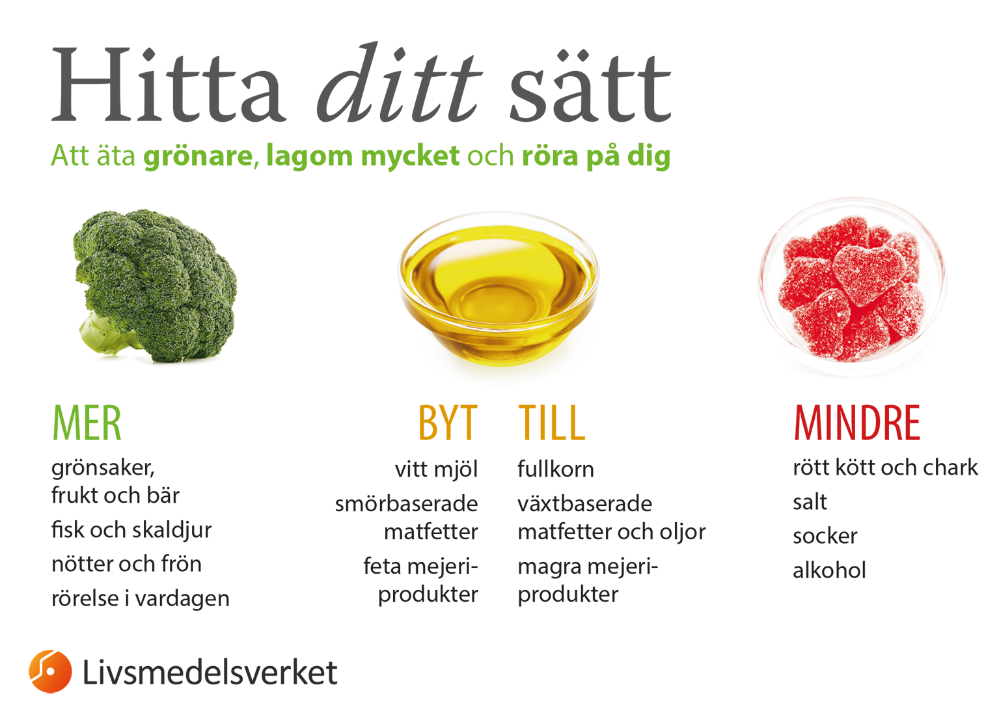 Hitta ditt sätt
Att äta grönare, lagom mycket och röra på dig
MER
grönsaker,
frukt och bär
fisk och skaldjur
nötter och frön
rörelse i vardagen
BYT
vitt mjöl
smörbaserade
matfetter
feta mejeri-
produkter
TILL
fullkorn
växtbaserade
matfetter och oljor
magra mejeri-
produkter
MINDRE
rött kött och chark
salt
socker
alkohol
Livsmedelsverket